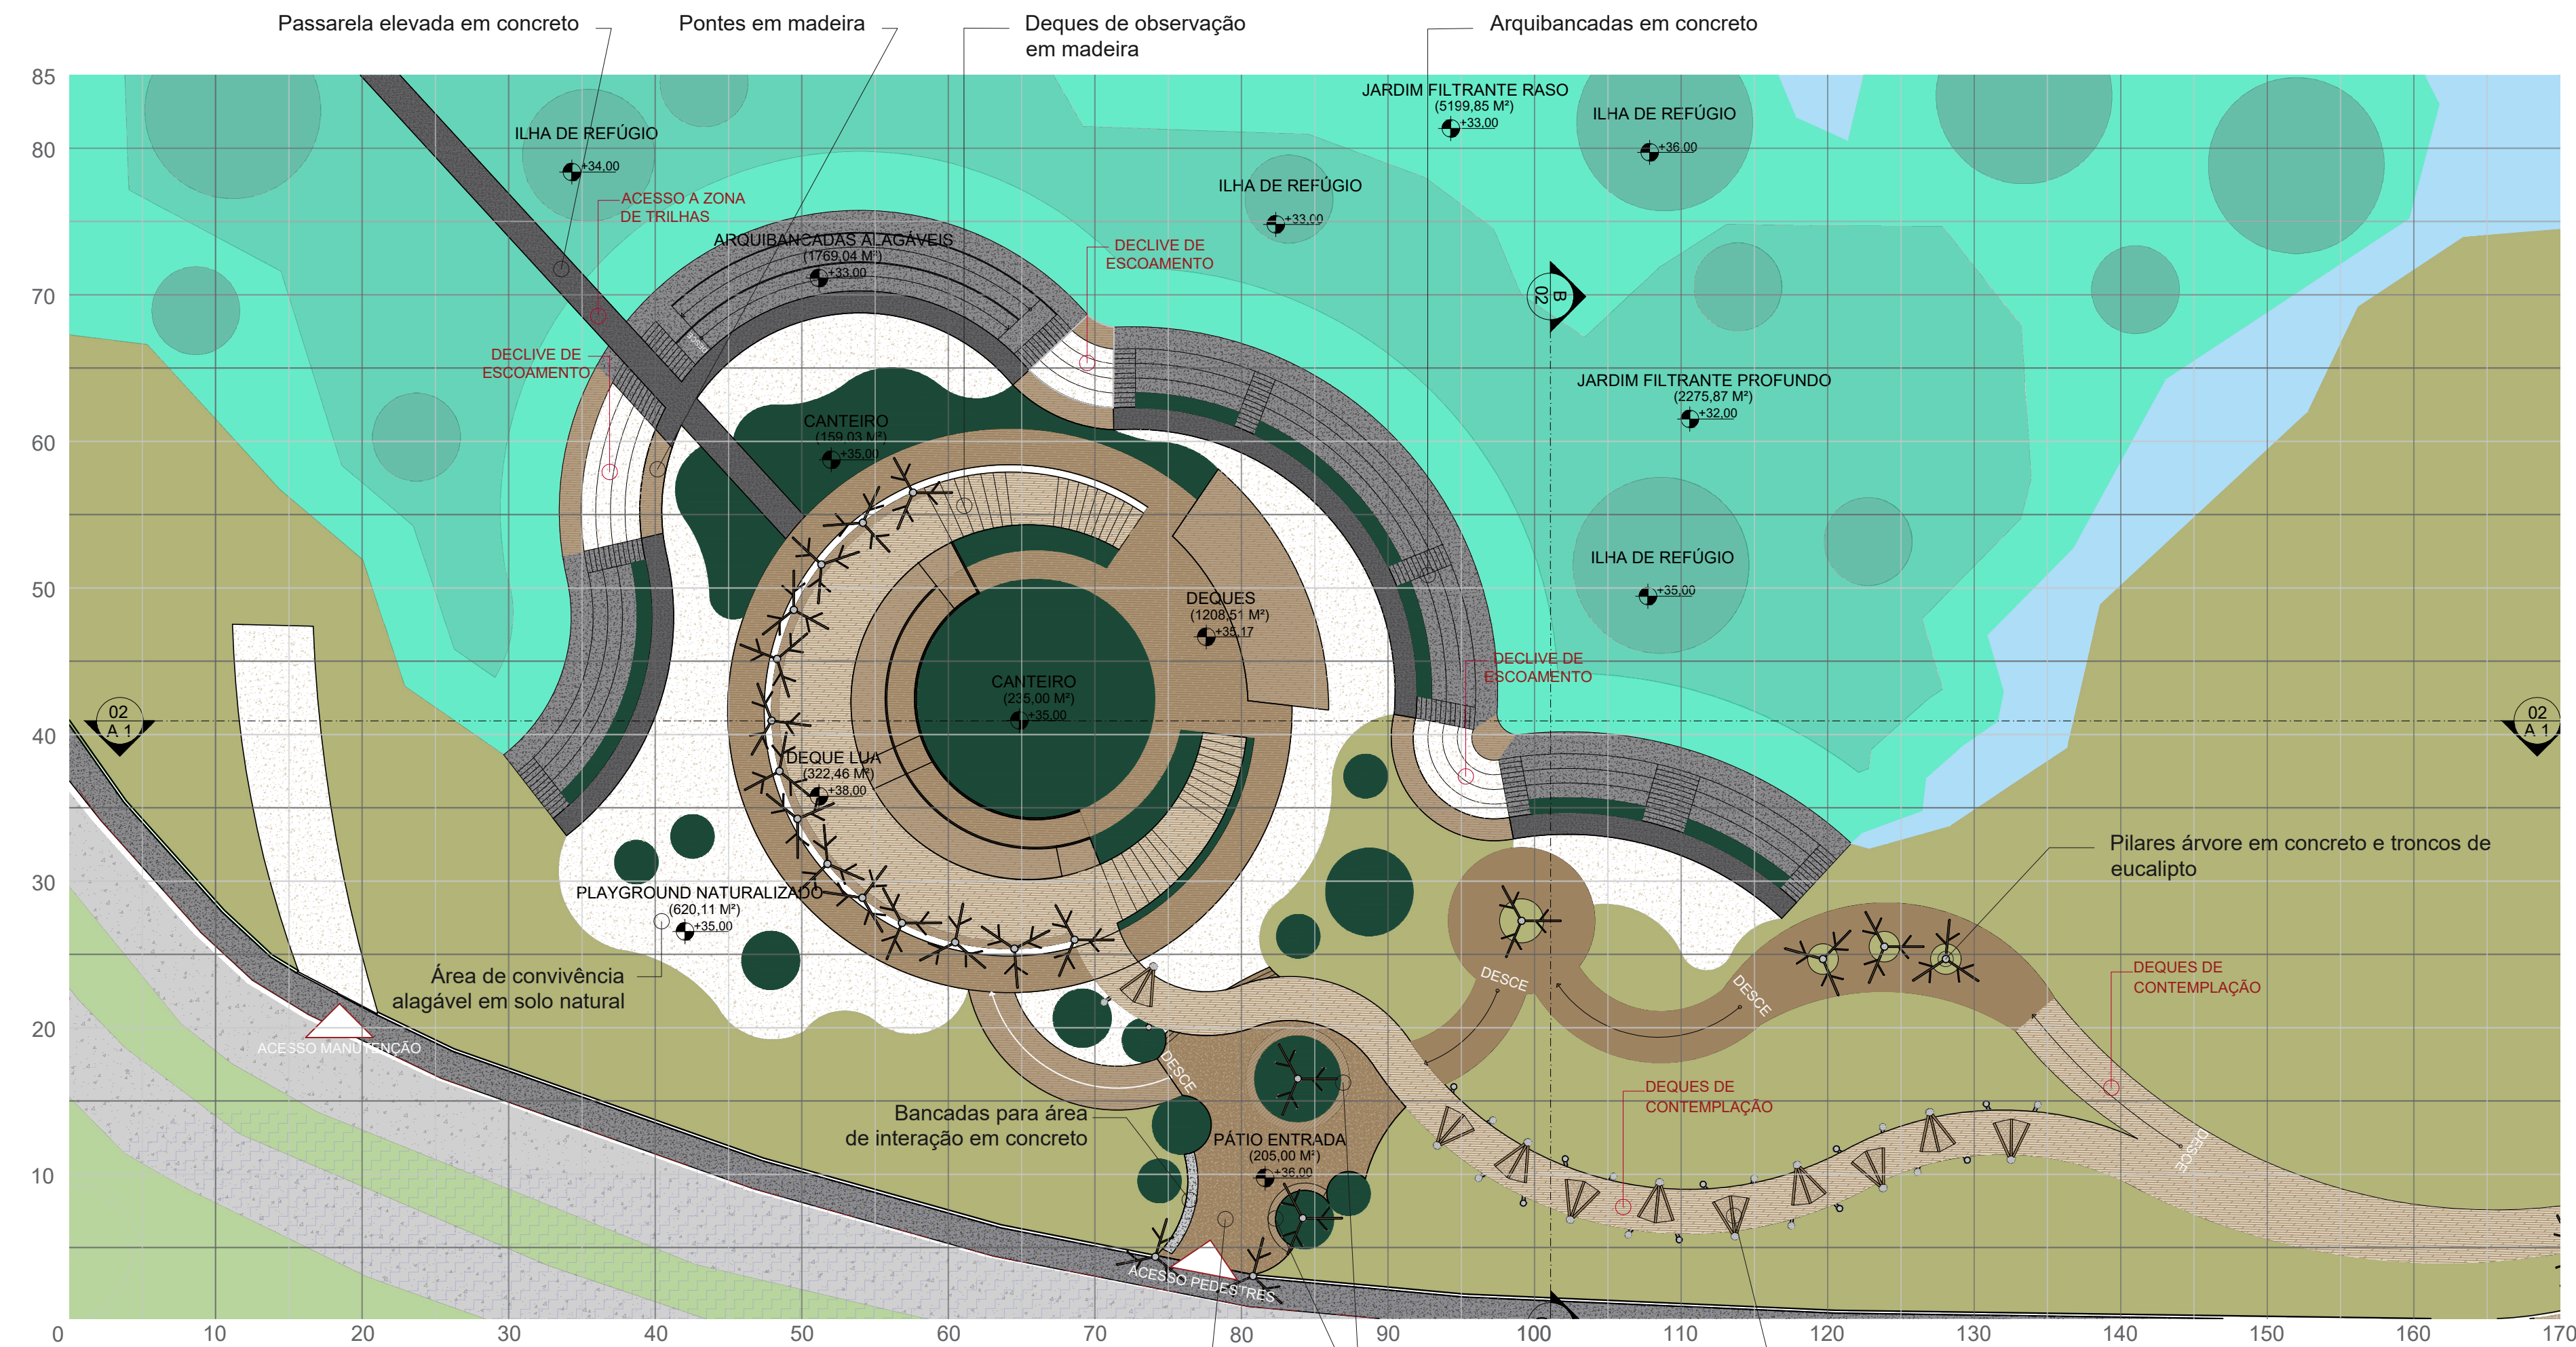 Passarela elevada em concreto
Pontes em madeira
Deques de observação
em madeira
Arquibancadas em concreto
85
80
70
60
50
40
30
20
10
0
10
20
30
40
50
60
70
80
90
100
110
120
130
140
150
160
170
ILHA DE REFÚGIO
+34,00
ACESSO A ZONA
DE TRILHAS
ARQUIBANCADAS ALAGÁVEIS
(1769,04 M²)
+33,00
DECLIVE DE
ESCOAMENTO
DECLIVE DE
ESCOAMENTO
JARDIM FILTRANTE RASO
(5199,85 M²)
+33,00
ILHA DE REFÚGIO
+36,00
ILHA DE REFÚGIO
+33,00
B
02
JARDIM FILTRANTE PROFUNDO
(2275,87 M²)
+32,00
CANTEIRO
(159,03 M²)
+35,00
ILHA DE REFÚGIO
+35,00
DEQUES
(1208,51 M²)
+35,17
DECLIVE DE
ESCOAMENTO
CANTEIRO
(235,00 M²)
+35,00
02
A 1
02
A 1
DEQUE LUA
(322,46 M²)
+38,00
Pilares árvore em concreto e troncos de
eucalipto
PLAYGROUND NATURALIZADO
(620,11 M²)
+35,00
Área de convivência
alagável em solo natural
DESCE
DESCE
DEQUES DE
CONTEMPLAÇÃO
ACESSO MANUTENÇÃO
DESCE
DEQUES DE
CONTEMPLAÇÃO
Bancadas para área
de interação em concreto
PÁTIO ENTRADA
(205,00 M²)
+36,00
DESCE
ACESSO PEDESTRES